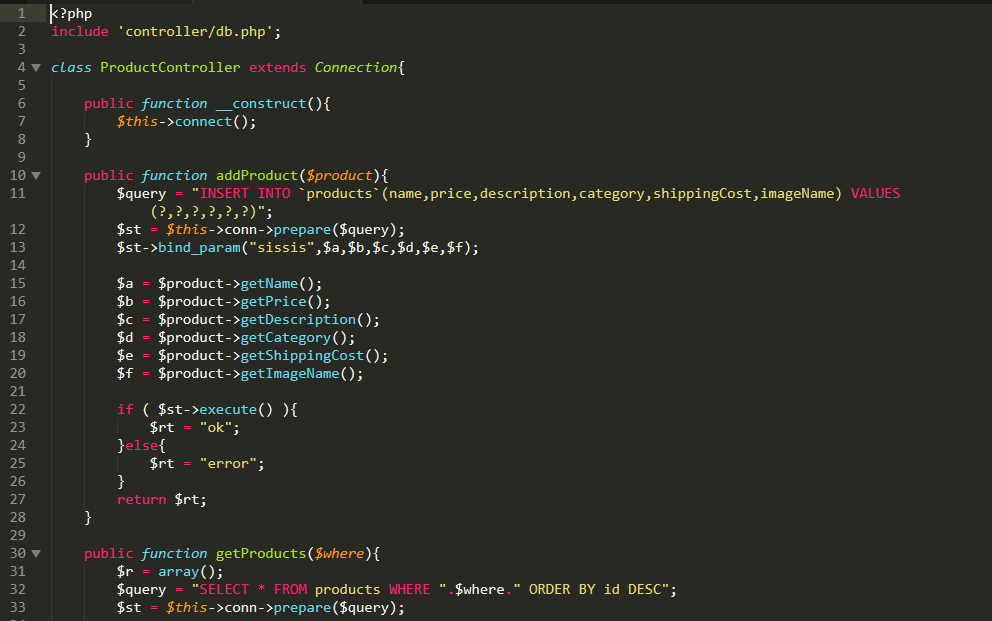 1 <?php
2 include 'controller/db.php';
3
4 class ProductController extends Connection{
5
6     public function __construct(){
7         $this->connect();
8     }
9
10     public function addProduct($product){
11         $query = "INSERT INTO `products`(name,price,description,category,shippingCost,imageName) VALUES
            (?,?,?,?,?,?)";
12         $st = $this->conn->prepare($query);
13         $st->bind_param("sissis",$a,$b,$c,$d,$e,$f);
14
15         $a = $product->getName();
16         $b = $product->getPrice();
17         $c = $product->getDescription();
18         $d = $product->getCategory();
19         $e = $product->getShippingCost();
20         $f = $product->getImageName();
21
22         if ( $st->execute() ){
23             $rt = "ok";
24         }else{
25             $rt = "error";
26         }
27         return $rt;
28     }
29
30     public function getProducts($where){
31         $r = array();
32         $query = "SELECT * FROM products WHERE ".$where." ORDER BY id DESC";
33         $st = $this->conn->prepare($query);